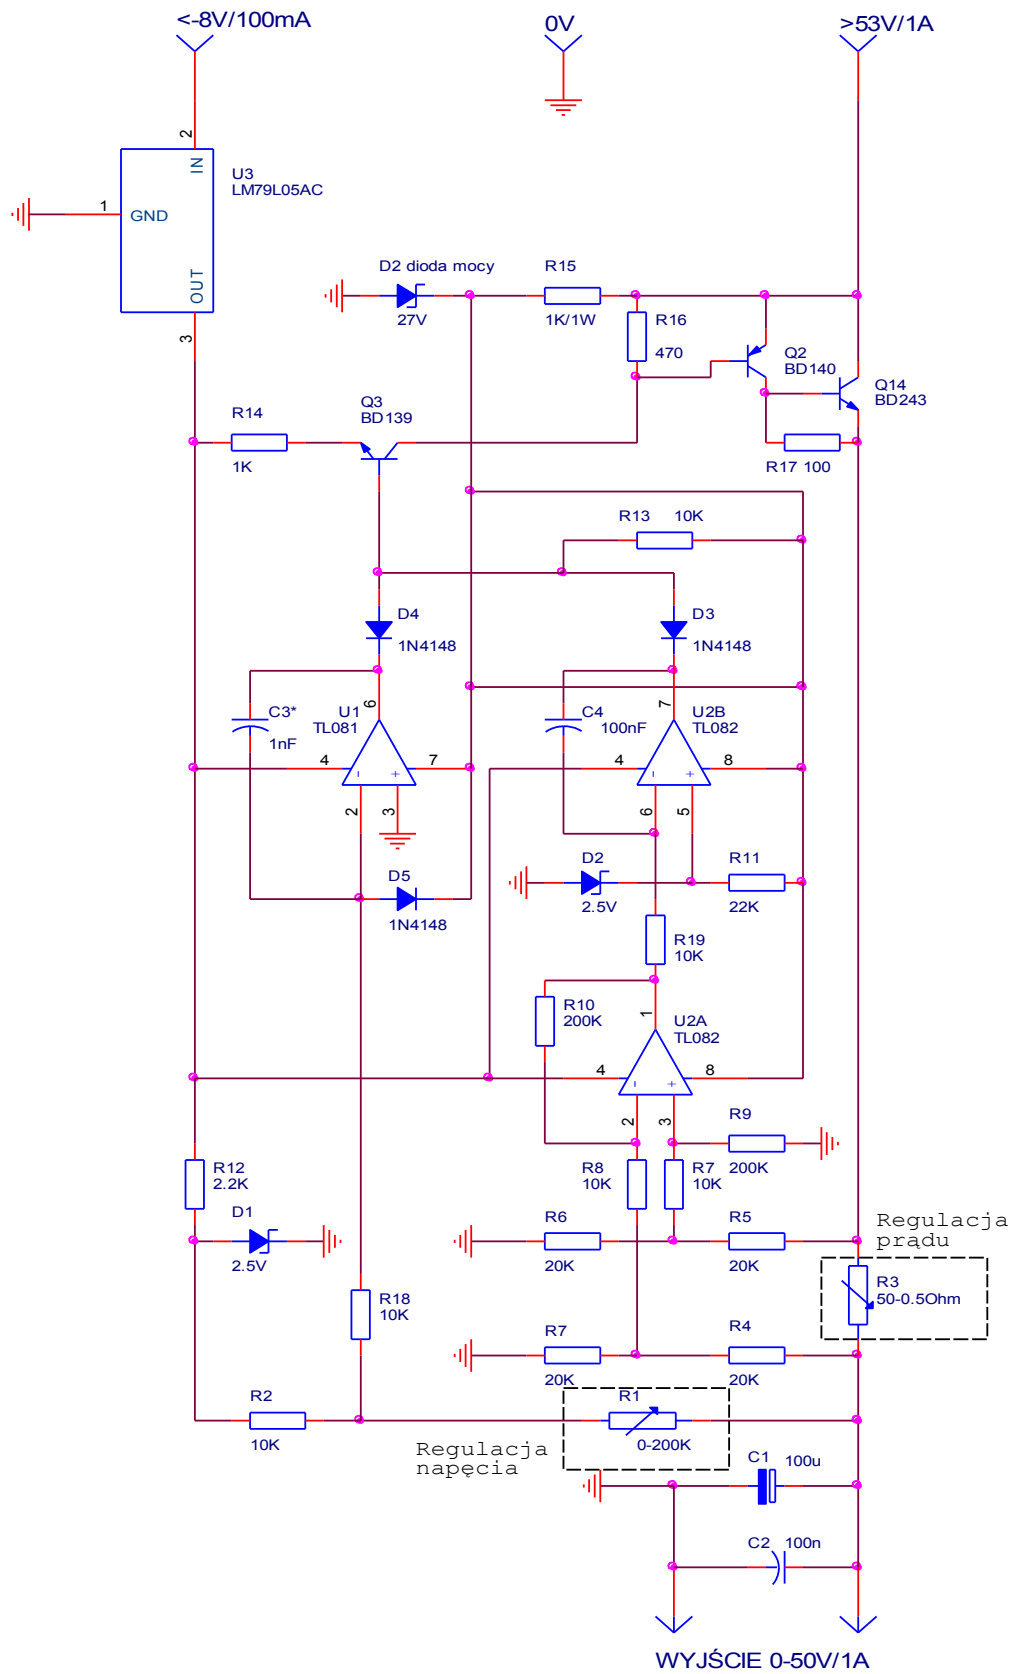 <-8V/100mA
0V
>53V/1A
2
IN
U3
LM79L05AC
1
GND
OUT
3
D2 dioda mocy
27V
R15
1K/1W
R16
470
Q2
BD140
Q14
BD243
Q3
BD139
R14
1K
R17 100
R13 10K
D4
1N4148
D3
1N4148
6
U1
TL081
C3*
1nF
4
7
2
3
-
+
7
U2B
TL082
C4
100nF
4
8
6
5
-
+
D5
1N4148
D2
2.5V
R11
22K
R19
10K
R10
200K
1
U2A
TL082
4
8
2
3
-
+
R9
200K
R8
10K
R7
10K
R12
2.2K
D1
2.5V
R6
20K
R5
20K
Regulacja
prądu
R3
50-0.5Ohm
R18
10K
R7
20K
R4
20K
R2
10K
R1
0-200K
Regulacja
napęcia
C1 100u
C2 100n
WYJŚCIE 0-50V/1A